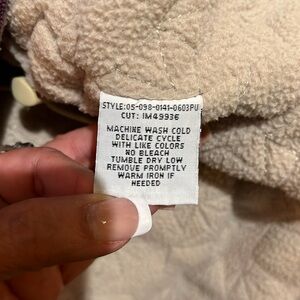 STYLE:05-098-0141-0603PU
CUT: IM49936
MACHINE WASH COLD
DELICATE CYCLE
WITH LIKE COLORS
NO BLEACH
TUMBLE DRY LOW
REMOVE PROMPTLY
WARM IRON IF
NEEDED